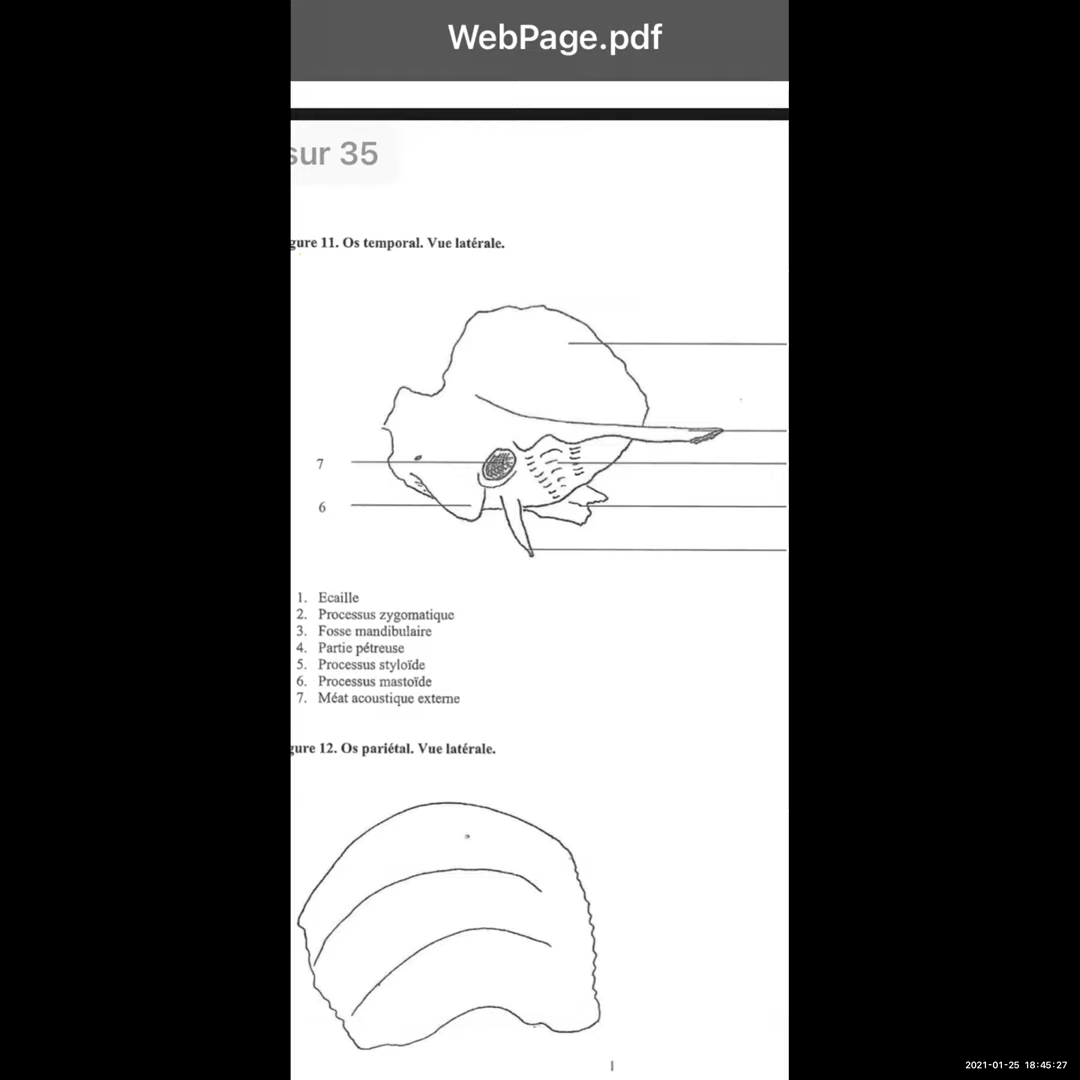 WebPage.pdf
sur 35
gure 11. Os temporal. Vue latérale.
7
6
1. Ecaille
2. Processus zygomatique
3. Fosse mandibulaire
4. Partie pétreuse
5. Processus styloïde
6. Processus mastoïde
7. Méat acoustique externe
gure 12. Os pariétal. Vue latérale.
2021-01-25 18:45:27